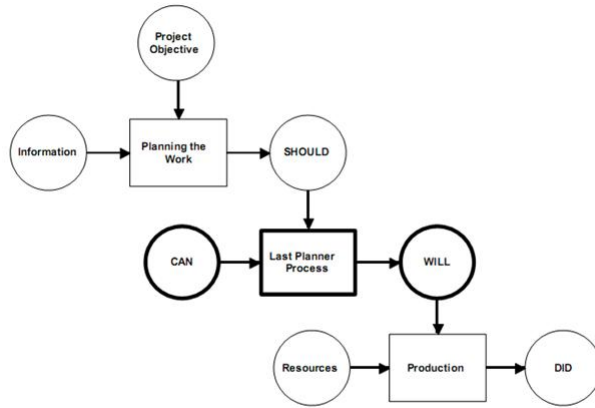 Project
Objective
Information
Planning the
Work
SHOULD
CAN
Last Planner
Process
WILL
Resources
Production
DID